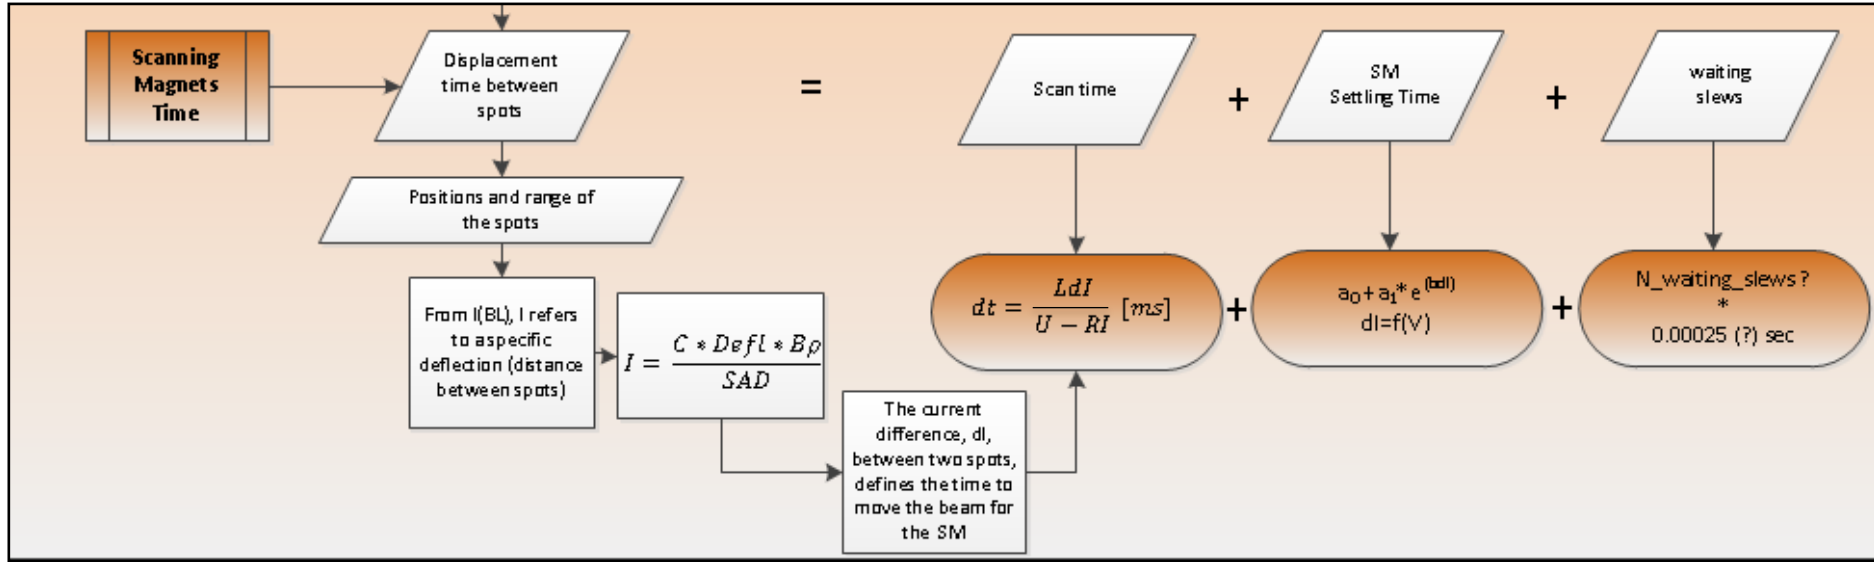 Scanning
Magnets
Time
Displacement
time between
spots
=
Scan time
+
SM
Settling Time
+
waiting
slews
Positions and range of
the spots
From I(BL), I refers
to a specific
deflection (distance
between spots)
I = C * Defl * Bρ / SAD
The current
difference, dI,
between two spots,
defines the time to
move the beam for
the SM
dt = LdI / U − RI [ms]
+
a₀ + a₁* e^(bdI)
dI=f(V)
+
N_waiting_slews ?
*
0.00025 (?) sec